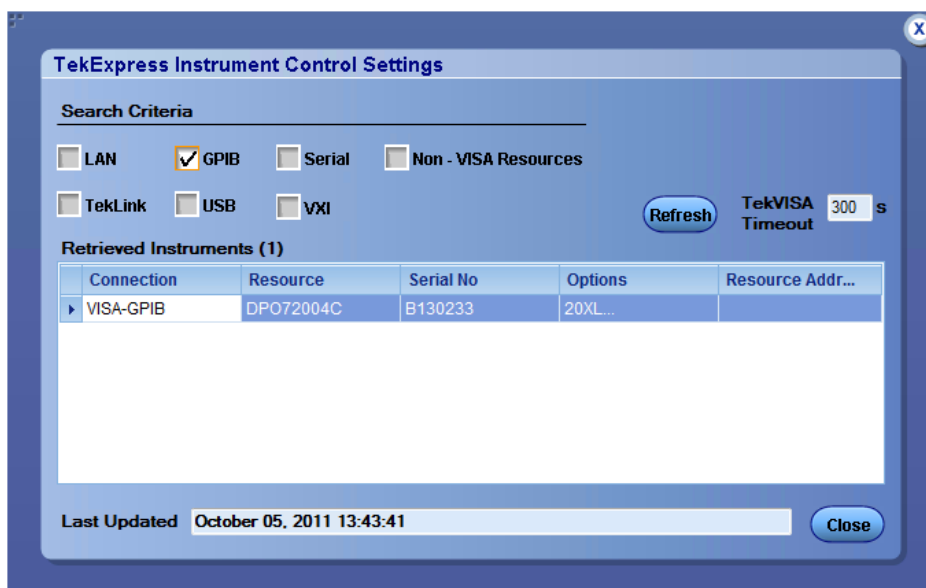 X
TekExpress Instrument Control Settings
Search Criteria
LAN GPIB Serial Non - VISA Resources
TekLink USB VXI
Refresh TekVISA Timeout 300 s
Retrieved Instruments (1)
Connection Resource Serial No Options Resource Addr...
VISA-GPIB DPO72004C B130233 20XL...
Last Updated October 05, 2011 13:43:41 Close